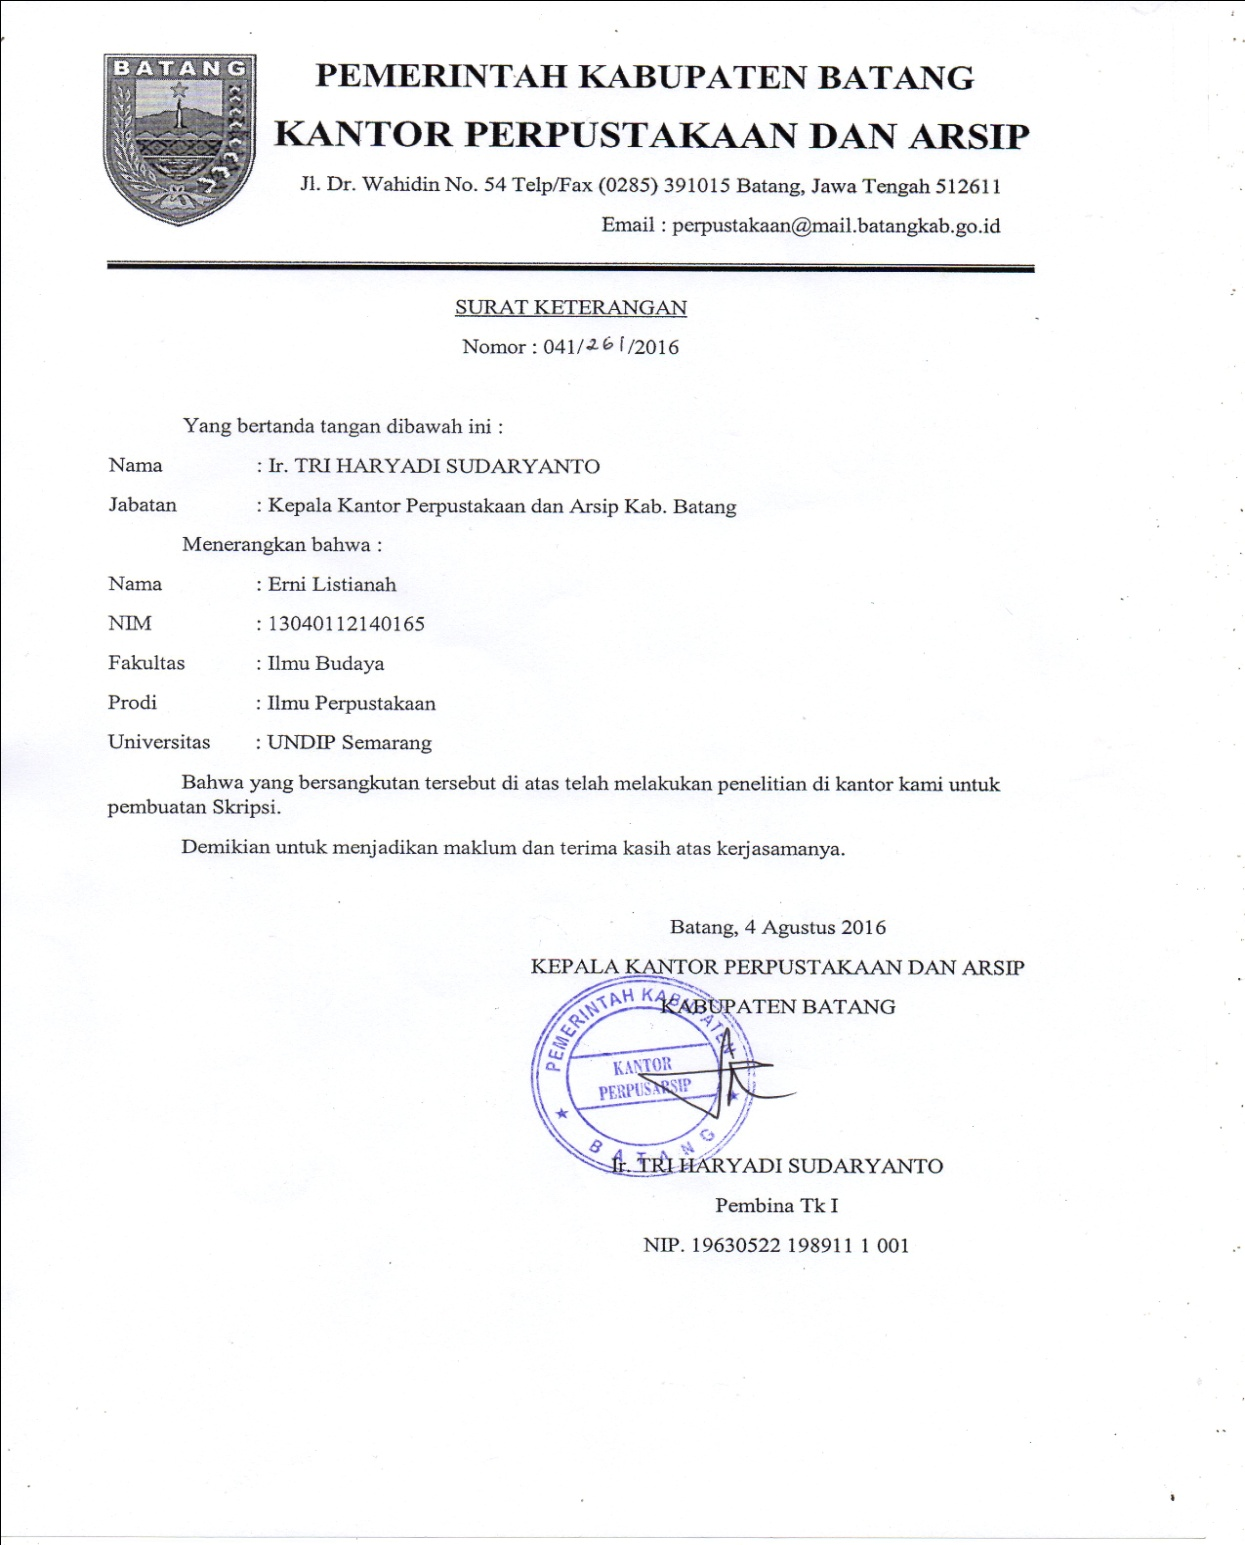 BATANG
PEMERINTAH KABUPATEN BATANG
KANTOR PERPUSTAKAAN DAN ARSIP
Jl. Dr. Wahidin No. 54 Telp/Fax (0285) 391015 Batang, Jawa Tengah 512611
Email : perpustakaan@mail.batangkab.go.id
SURAT KETERANGAN
Nomor : 041/261/2016
Yang bertanda tangan dibawah ini :
Nama : Ir. TRI HARYADI SUDARYANTO
Jabatan : Kepala Kantor Perpustakaan dan Arsip Kab. Batang
Menerangkan bahwa :
Nama : Erni Listianah
NIM : 13040112140165
Fakultas : Ilmu Budaya
Prodi : Ilmu Perpustakaan
Universitas : UNDIP Semarang
Bahwa yang bersangkutan tersebut di atas telah melakukan penelitian di kantor kami untuk
pembuatan Skripsi.
Demikian untuk menjadikan maklum dan terima kasih atas kerjasamanya.
Batang, 4 Agustus 2016
KEPALA KANTOR PERPUSTAKAAN DAN ARSIP
KABUPATEN BATANG
PEMERINTAH KABUPATEN
KANTOR
PERPUSARSIP
BATANG
Ir. TRI HARYADI SUDARYANTO
Pembina Tk I
NIP. 19630522 198911 1 001